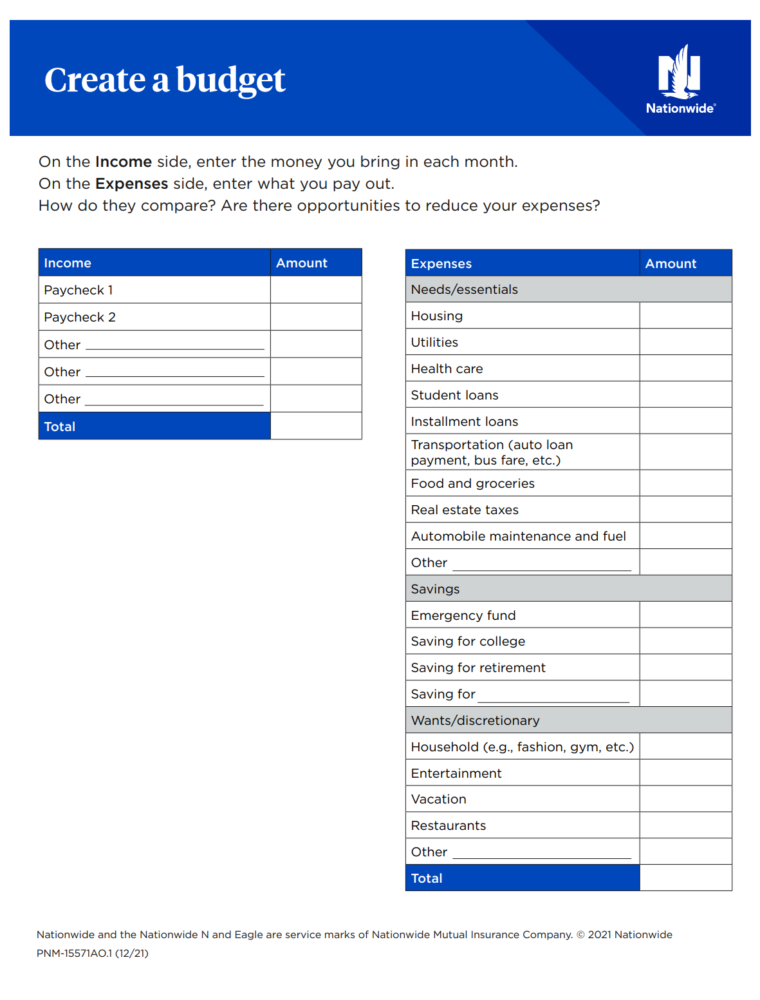 Create a budget
Nationwide®
On the Income side, enter the money you bring in each month.
On the Expenses side, enter what you pay out.
How do they compare? Are there opportunities to reduce your expenses?
Income Amount
Paycheck 1
Paycheck 2
Other
Other
Other
Total
Expenses Amount
Needs/essentials
Housing
Utilities
Health care
Student loans
Installment loans
Transportation (auto loan
payment, bus fare, etc.)
Food and groceries
Real estate taxes
Automobile maintenance and fuel
Other
Savings
Emergency fund
Saving for college
Saving for retirement
Saving for
Wants/discretionary
Household (e.g., fashion, gym, etc.)
Entertainment
Vacation
Restaurants
Other
Total
Nationwide and the Nationwide N and Eagle are service marks of Nationwide Mutual Insurance Company. © 2021 Nationwide
PNM-15571AO.1 (12/21)